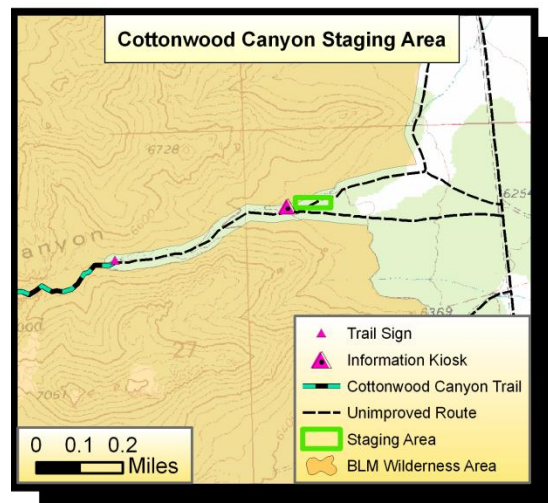 Cottonwood Canyon Staging Area
6728
6254
6600
anyon
6369
27
7051
Trail Sign
Information Kiosk
Cottonwood Canyon Trail
Unimproved Route
Staging Area
BLM Wilderness Area
0 0.1 0.2
Miles